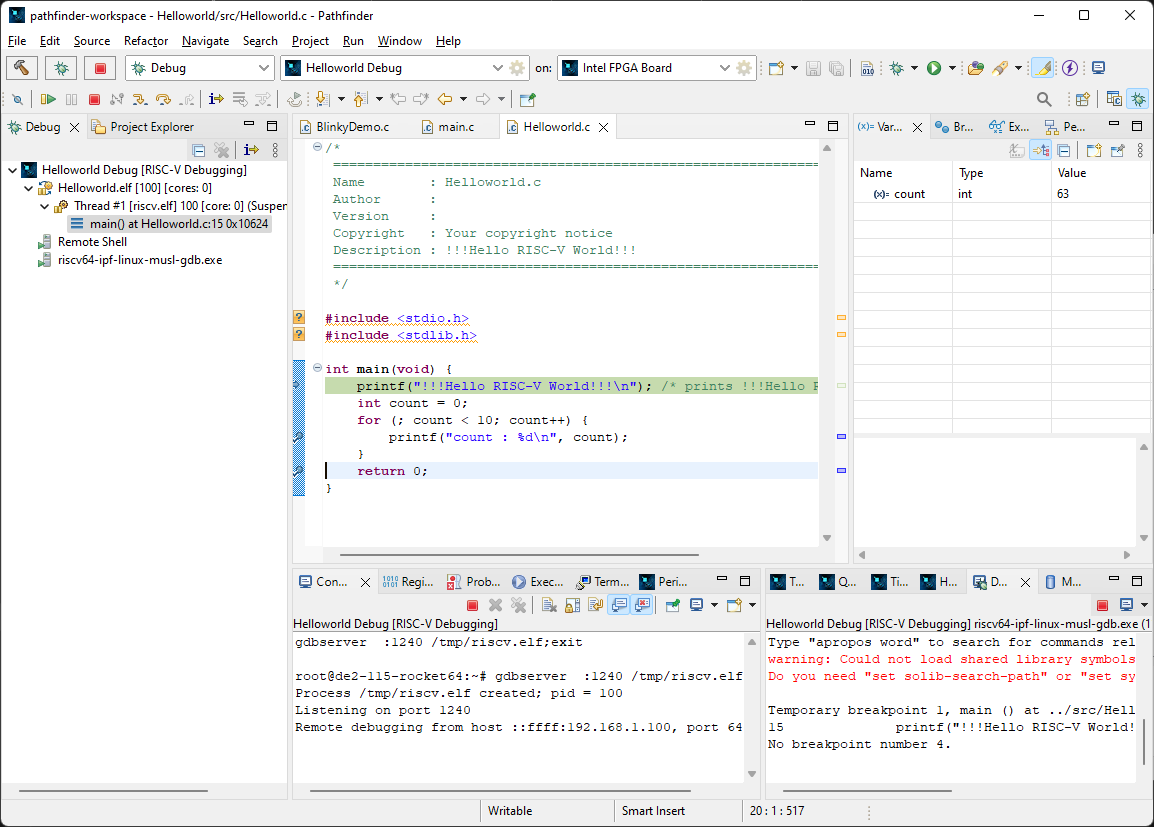 pathfinder-workspace - Helloworld/src/Helloworld.c - Pathfinder
File Edit Source Refactor Navigate Search Project Run Window Help
Debug
Helloworld Debug
on:
Intel FPGA Board
Debug
Project Explorer
Helloworld Debug [RISC-V Debugging]
Helloworld.elf [100] [cores: 0]
Thread #1 [riscv.elf] 100 [core: 0] (Suspen
main() at Helloworld.c:15 0x10624
Remote Shell
riscv64-ipf-linux-musl-gdb.exe
BlinkyDemo.c
main.c
Helloworld.c
/*
============================================================
Name : Helloworld.c
Author :
Version :
Copyright : Your copyright notice
Description : !!!Hello RISC-V World!!!
============================================================
*/
#include <stdio.h>
#include <stdlib.h>
int main(void) {
printf("!!!Hello RISC-V World!!!\n"); /* prints !!!Hello
int count = 0;
for (; count < 10; count++) {
printf("count : %d\n", count);
}
return 0;
}
(x)= Var...
Br...
Ex...
Pe...
Name Type Value
(x)= count int 63
Con...
Regi...
Prob...
Exec...
Term...
Peri...
Helloworld Debug [RISC-V Debugging]
gdbserver :1240 /tmp/riscv.elf;exit
root@de2-115-rocket64:~# gdbserver :1240 /tmp/riscv.elf
Process /tmp/riscv.elf created; pid = 100
Listening on port 1240
Remote debugging from host ::ffff:192.168.1.100, port 64
T...
Q...
Ti...
H...
D...
M...
Helloworld Debug [RISC-V Debugging] riscv64-ipf-linux-musl-gdb.exe (1
Type "apropos word" to search for commands rel
warning: Could not load shared library symbols
Do you need "set solib-search-path" or "set sy
Temporary breakpoint 1, main () at ../src/Hell
15 printf("!!!Hello RISC-V World!
No breakpoint number 4.
Writable
Smart Insert
20 : 1 : 517